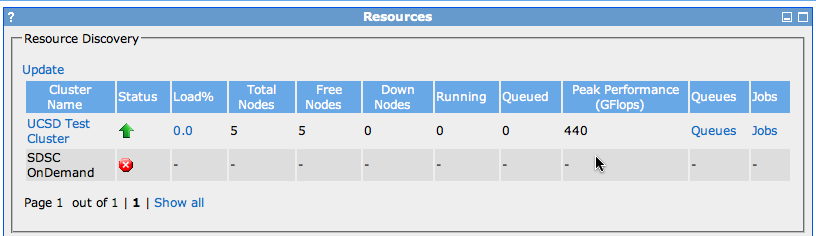 ? Resources
Resource Discovery
Update
Cluster Name Status Load% Total Nodes Free Nodes Down Nodes Running Queued Peak Performance (GFlops) Queues Jobs
UCSD Test Cluster 0.0 5 5 0 0 0 440 Queues Jobs
SDSC OnDemand - - - - - - - - -
Page 1 out of 1 | 1 | Show all